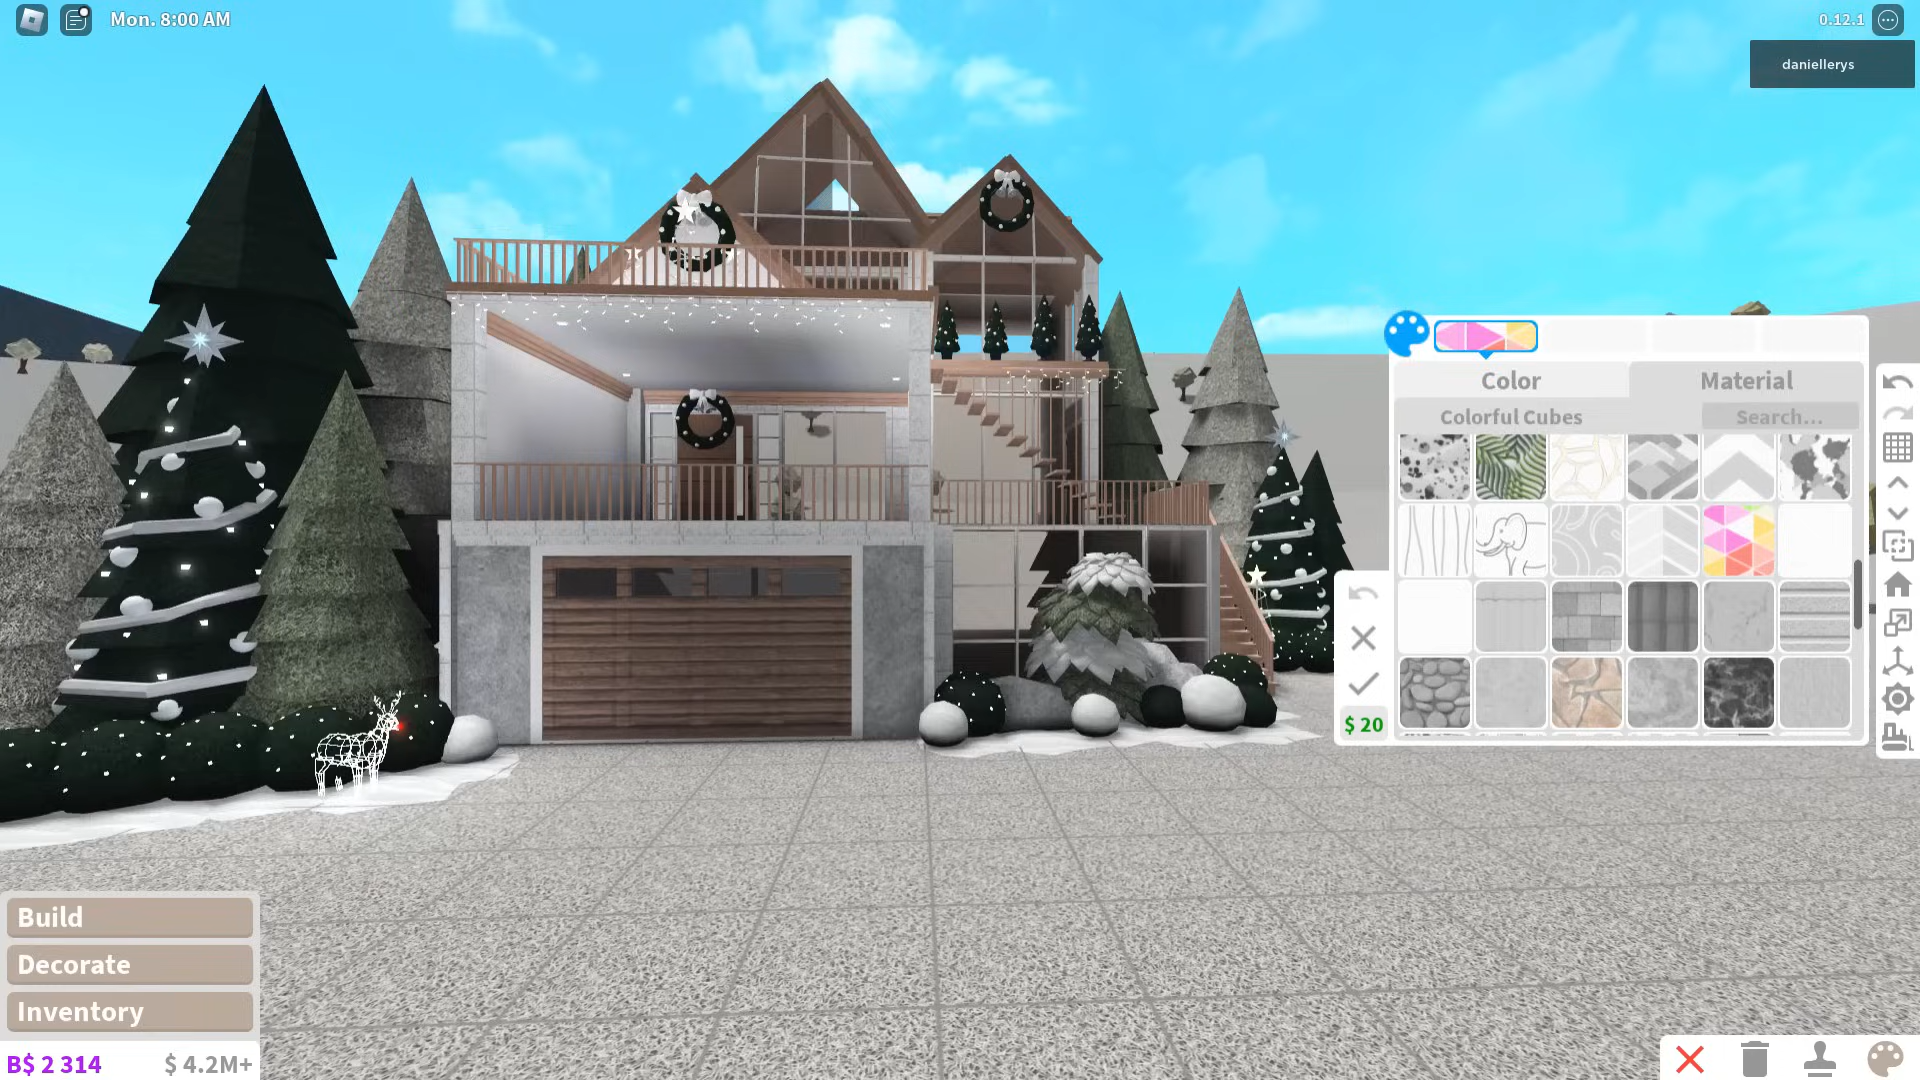 Mon. 8:00 AM
0.12.1
daniellerys
Color
Material
Colorful Cubes
Search...
$ 20
Build
Decorate
Inventory
B$ 2 314
$ 4.2M+